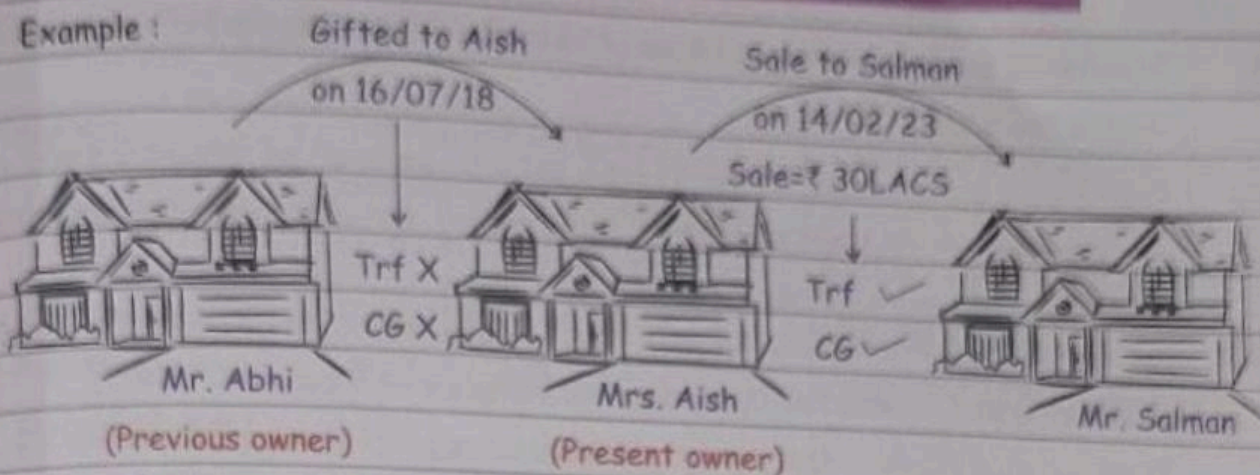 Example :
Gifted to Aish
on 16/07/18
Sale to Salman
on 14/02/23
Sale=₹ 30LACS
Trf X
CG X
Trf ✓
CG ✓
Mr. Abhi
(Previous owner)
Mrs. Aish
(Present owner)
Mr. Salman